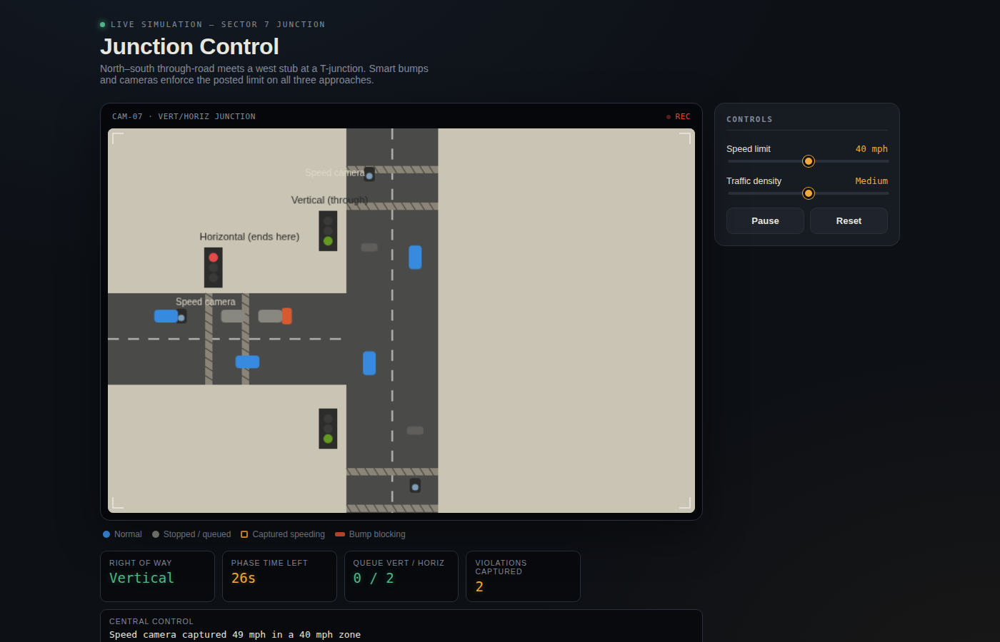 LIVE SIMULATION — SECTOR 7 JUNCTION
Junction Control
North–south through-road meets a west stub at a T-junction. Smart bumps
and cameras enforce the posted limit on all three approaches.
CAM-07 · VERT/HORIZ JUNCTION
REC
Speed camera
Vertical (through)
Horizontal (ends here)
Speed camera
CONTROLS
Speed limit
40 mph
Traffic density
Medium
Pause
Reset
Normal
Stopped / queued
Captured speeding
Bump blocking
RIGHT OF WAY
Vertical
PHASE TIME LEFT
26s
QUEUE VERT / HORIZ
0 / 2
VIOLATIONS
CAPTURED
2
CENTRAL CONTROL
Speed camera captured 49 mph in a 40 mph zone